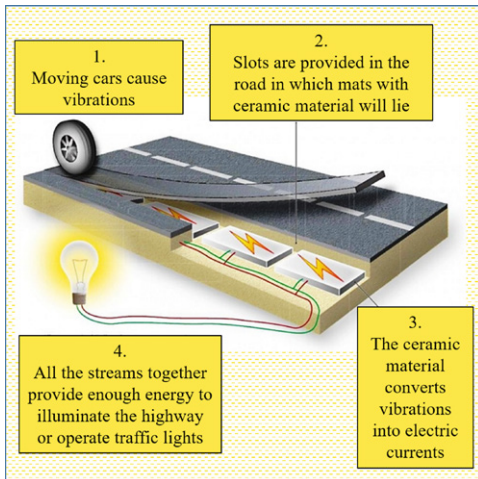 1.
Moving cars cause
vibrations
2.
Slots are provided in the
road in which mats with
ceramic material will lie
3.
The ceramic
material
converts
vibrations
into electric
currents
4.
All the streams together
provide enough energy to
illuminate the highway
or operate traffic lights